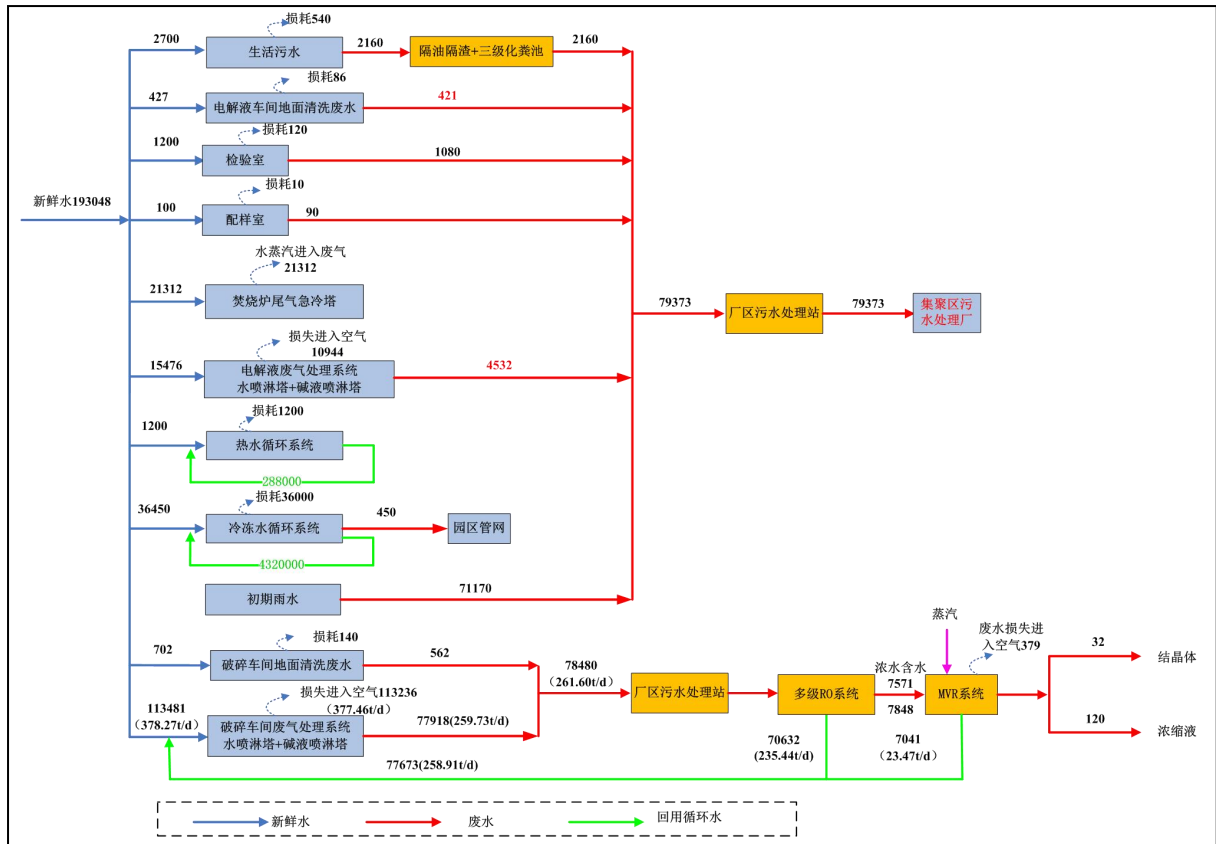 损耗540
2700
生活污水
2160
隔油隔渣+三级化粪池
2160
损耗86
427
电解液车间地面清洗废水
421
损耗120
1200
检验室
1080
新鲜水193048
损耗10
100
配样室
90
水蒸汽进入废气
21312
21312
焚烧炉尾气急冷塔
79373
厂区污水处理站
79373
集聚区污
水处理厂
损失进入空气
10944
15476
电解液废气处理系统
水喷淋塔+碱液喷淋塔
4532
损耗1200
1200
热水循环系统
288000
损耗36000
36450
冷冻水循环系统
450
园区管网
4320000
初期雨水
71170
损耗140
702
破碎车间地面清洗废水
562
78480
(261.60t/d)
厂区污水处理站
多级RO系统
浓水含水
7571
7848
蒸汽
MVR系统
废水损失进
入空气379
32
结晶体
120
浓缩液
113481
(378.27t/d)
损失进入空气113236
(377.46t/d)
破碎车间废气处理系统
水喷淋塔+碱液喷淋塔
77918(259.73t/d)
70632
(235.44t/d)
7041
(23.47t/d)
77673(258.91t/d)
新鲜水
废水
回用循环水